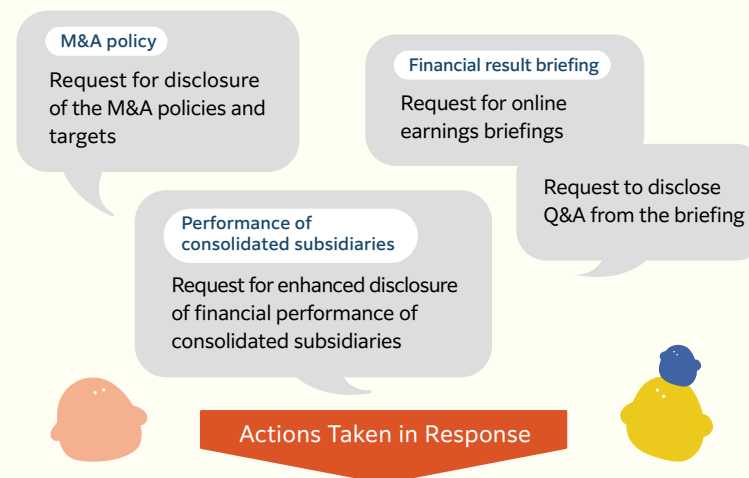 M&A policy
Request for disclosure
of the M&A policies and
targets
Financial result briefing
Request for online
earnings briefings
Request to disclose
Q&A from the briefing
Performance of
consolidated subsidiaries
Request for enhanced disclosure
of financial performance of
consolidated subsidiaries
Actions Taken in Response